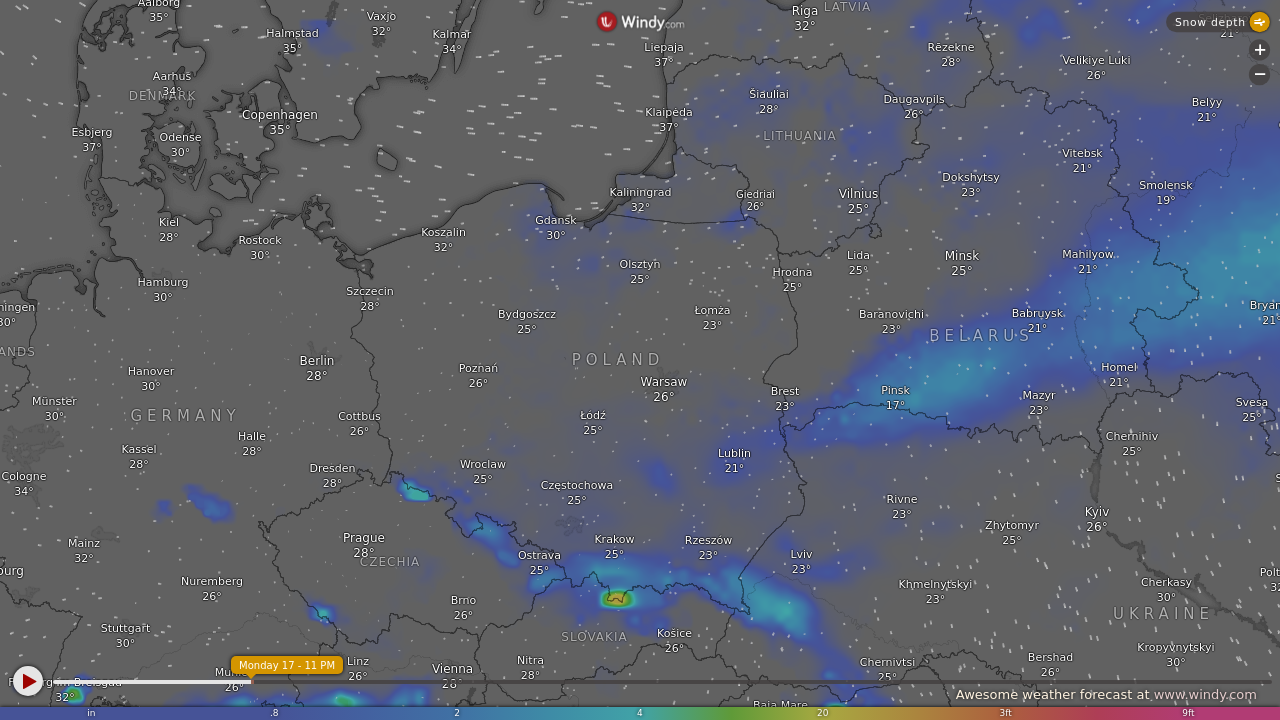 Aalborg
35°
Vaxjo
32°
Riga
32°
LATVIA
Windy.com
Snow depth
21°
Halmstad
35°
Kalmar
34°
Liepaja
37°
Rēzekne
28°
Velikiye Luki
26°
Aarhus
34°
DENMARK
Šiauliai
28°
Daugavpils
26°
Belyy
21°
Copenhagen
35°
Klaipėda
37°
LITHUANIA
Esbjerg
37°
Odense
30°
Vitebsk
21°
Dokshytsy
23°
Smolensk
19°
Kaliningrad
32°
Giedriai
26°
Vilnius
25°
Kiel
28°
Gdansk
30°
Koszalin
32°
Rostock
30°
Lida
25°
Minsk
25°
Mahilyow
21°
Olsztyn
25°
Hrodna
25°
Hamburg
30°
Szczecin
28°
ningen
30°
Bydgoszcz
25°
Łomża
23°
Baranovichi
23°
Babruysk
21°
Bryan
21°
BELARUS
ANDS
POLAND
Berlin
28°
Hanover
30°
Poznań
26°
Warsaw
26°
Brest
23°
Pinsk
17°
Homel
21°
Münster
30°
GERMANY
Cottbus
26°
Łódź
25°
Mazyr
23°
Svesa
25°
Kassel
28°
Halle
28°
Chernihiv
25°
Lublin
21°
Cologne
34°
Dresden
28°
Wroclaw
25°
Częstochowa
25°
S
Rivne
23°
Kyiv
26°
Zhytomyr
25°
Mainz
32°
Prague
28°
CZECHIA
Ostrava
25°
Krakow
25°
Rzeszow
23°
Lviv
23°
ourg
Nuremberg
26°
Khmelnytskyi
23°
Cherkasy
30°
Polt
32
Brno
26°
UKRAINE
Stuttgart
30°
SLOVAKIA
Košice
26°
Kropyvnytskyi
30°
Monday 17 - 11 PM
Linz
26°
Vienna
28°
Nitra
28°
Chernivtsi
25°
Bershad
26°
32°
26°
Baia Mare
Awesome weather forecast at www.windy.com
in
.8
2
4
20
3ft
9ft